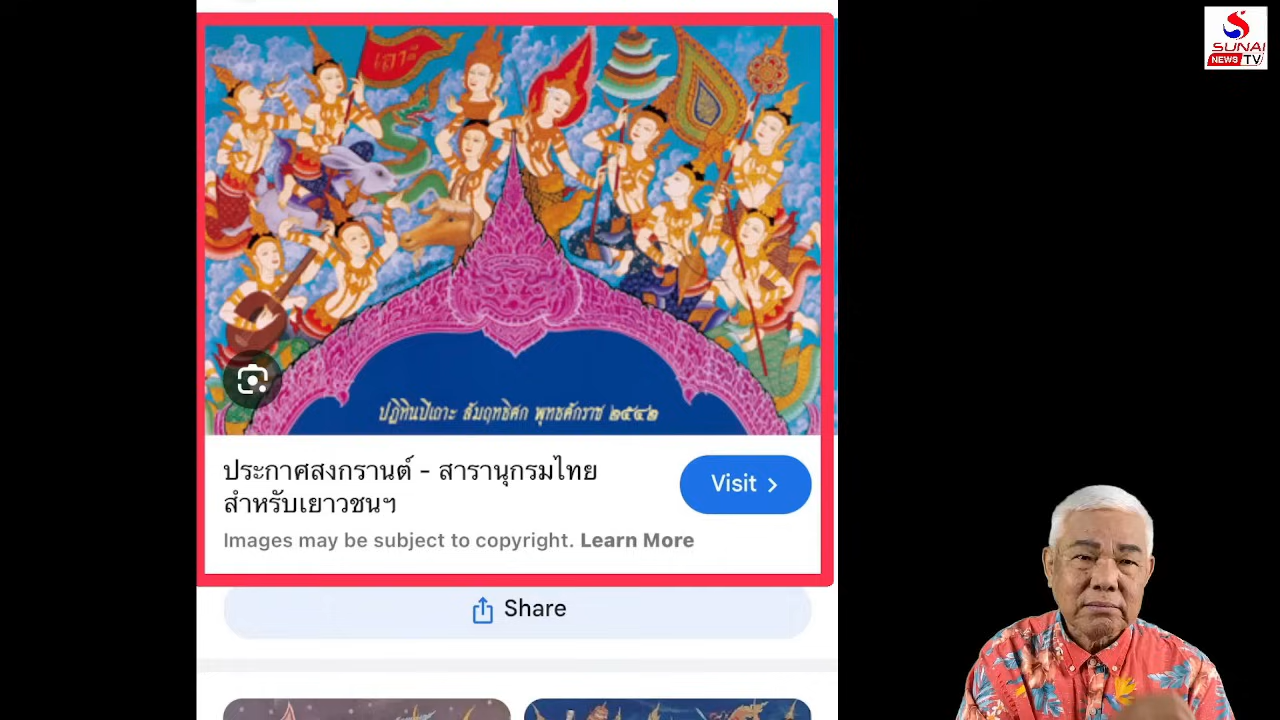 SUNAI
NEWS TV
เถาะ
ปฏิทินปีเถาะ สัมฤทธิศก พุทธศักราช ๒๕๔๒
ประกาศสงกรานต์ - สารานุกรมไทย
สำหรับเยาวชนฯ
Visit
Images may be subject to copyright. Learn More
Share